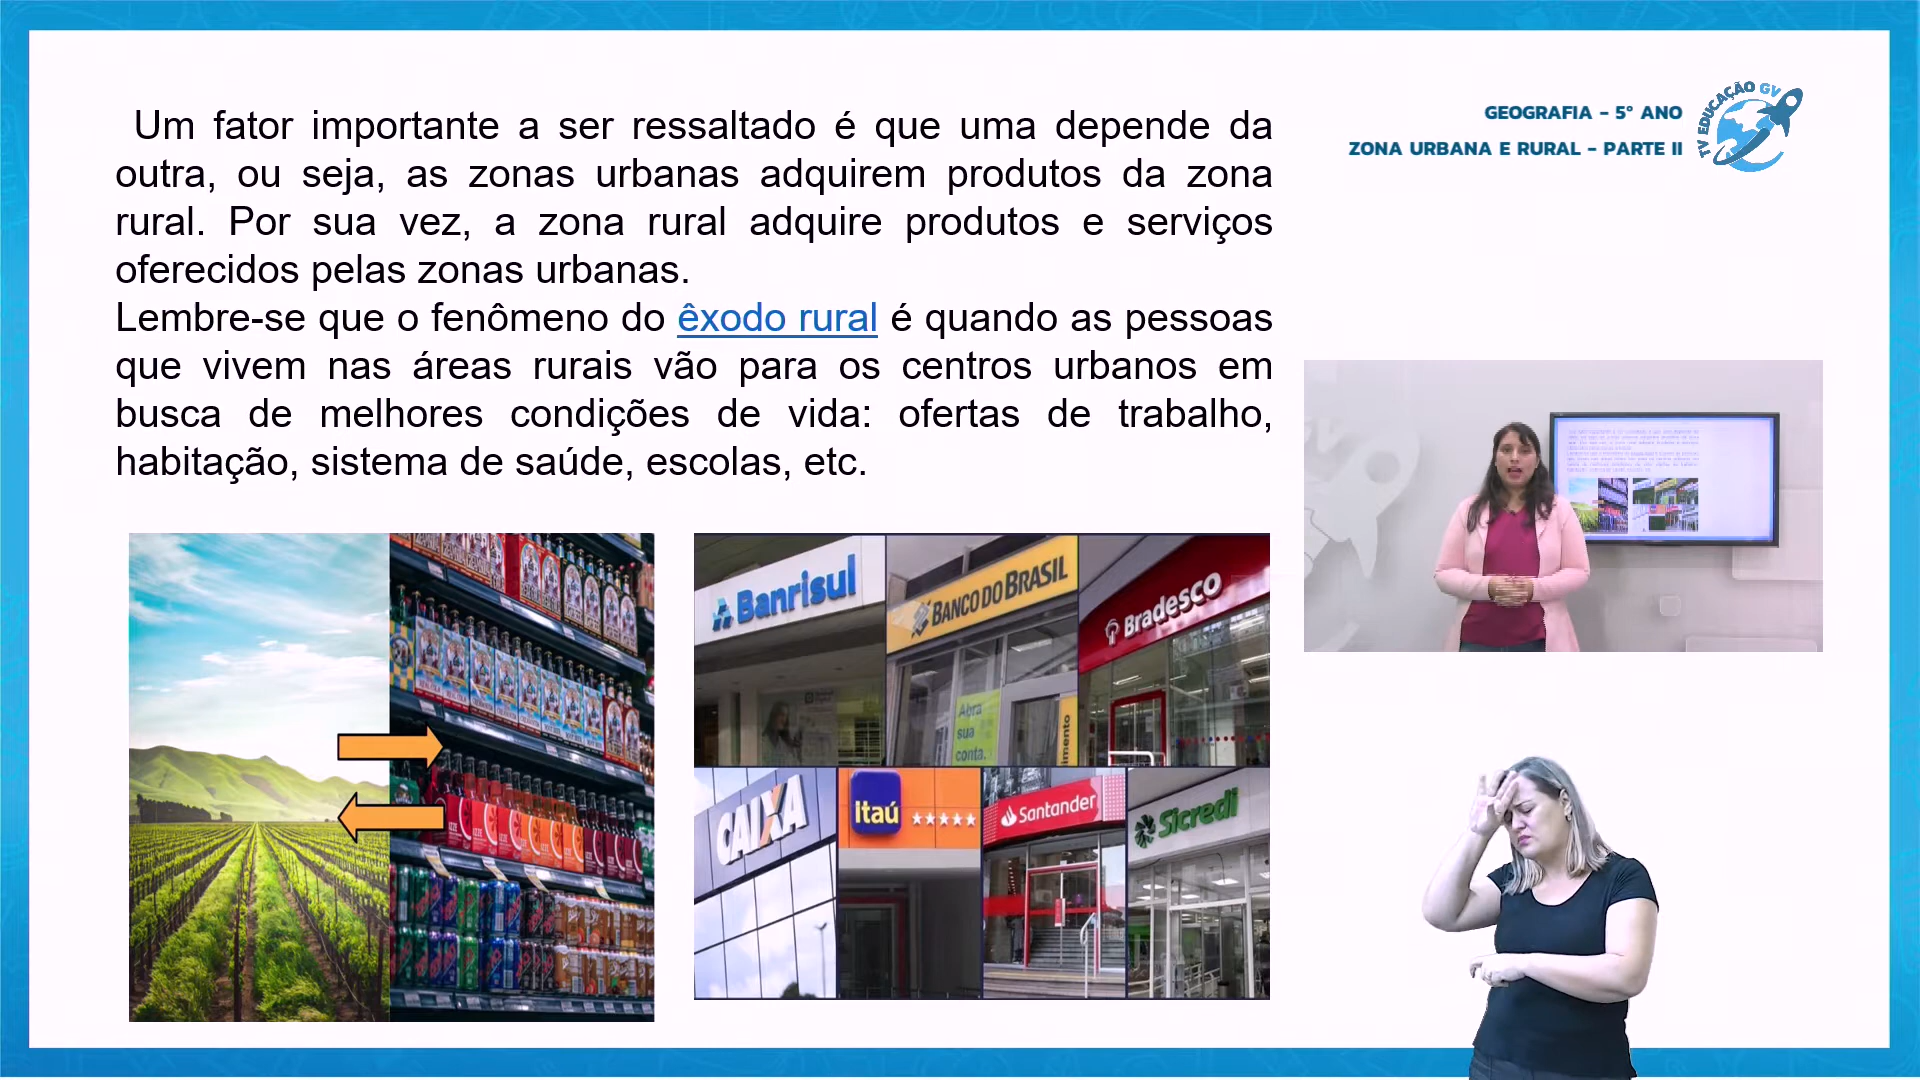 Um fator importante a ser ressaltado é que uma depende da
outra, ou seja, as zonas urbanas adquirem produtos da zona
rural. Por sua vez, a zona rural adquire produtos e serviços
oferecidos pelas zonas urbanas.
Lembre-se que o fenômeno do êxodo rural é quando as pessoas
que vivem nas áreas rurais vão para os centros urbanos em
busca de melhores condições de vida: ofertas de trabalho,
habitação, sistema de saúde, escolas, etc.
GEOGRAFIA - 5° ANO
ZONA URBANA E RURAL - PARTE II
TV EDUCAÇÃO GV
Banrisul
BANCO DO BRASIL
Bradesco
Abra
sua
conta.
CAIXA
Itaú
Santander
Sicredi